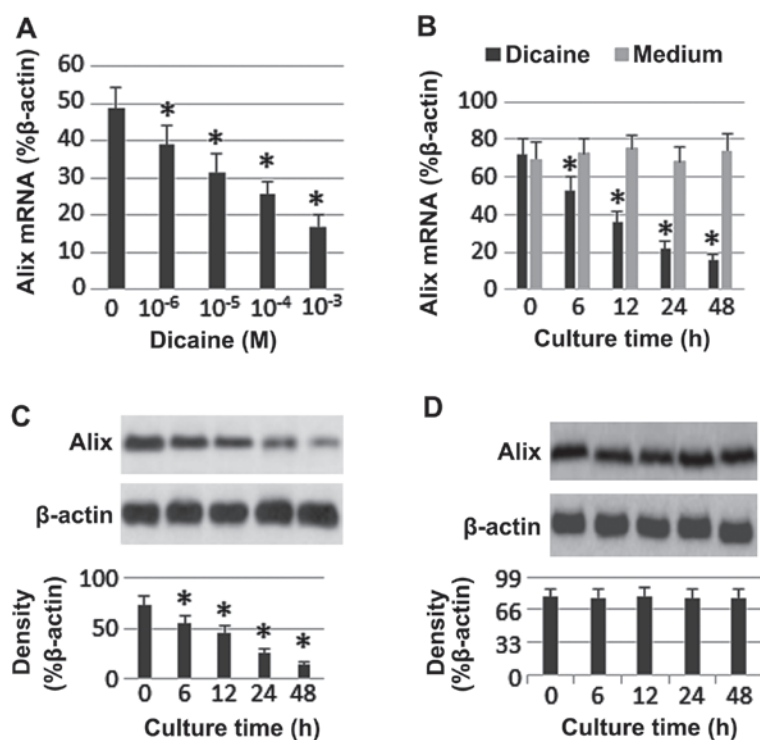 A
Alix mRNA (%β-actin)
60
50
40
30
20
10
0
* * * *
0 10⁻⁶ 10⁻⁵ 10⁻⁴ 10⁻³
Dicaine (M)
B
Dicaine Medium
Alix mRNA (%β-actin)
100
80
60
40
20
0
* * * *
0 6 12 24 48
Culture time (h)
C
Alix
β-actin
Density
(%β-actin)
100
50
0
* * * *
0 6 12 24 48
Culture time (h)
D
Alix
β-actin
Density
(%β-actin)
99
66
33
0
0 6 12 24 48
Culture time (h)